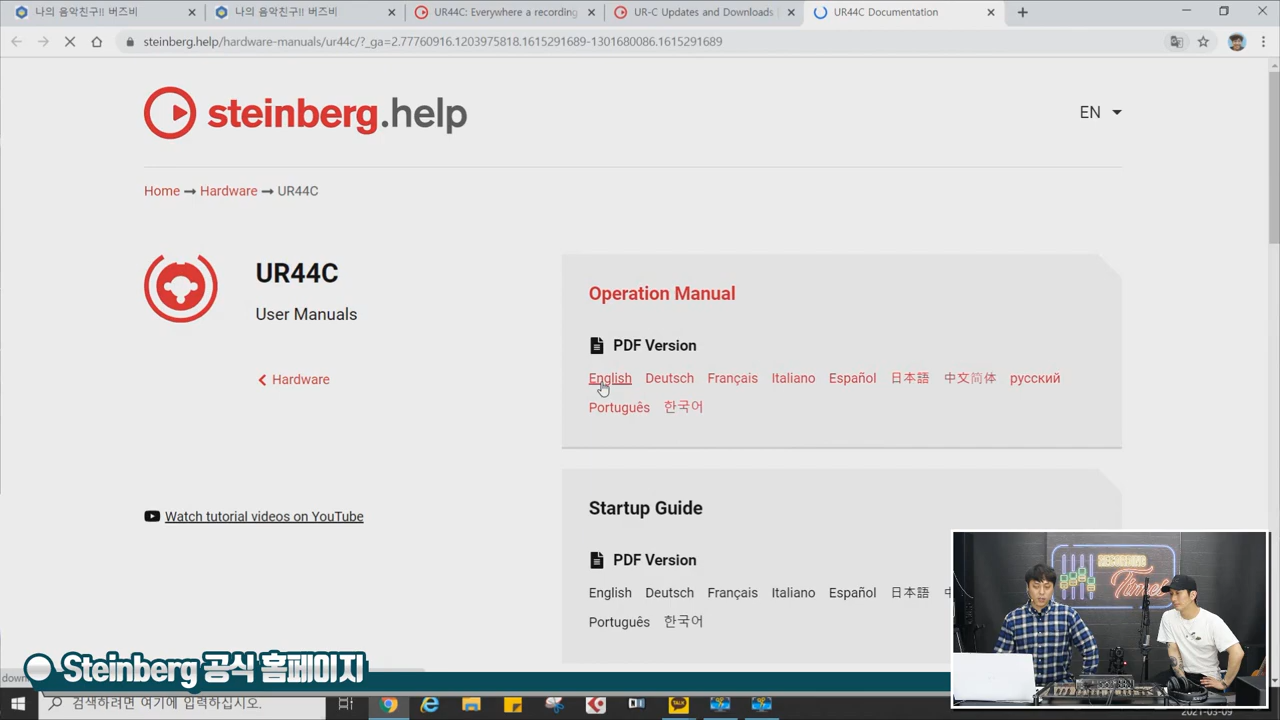 나의 음악친구!! 버즈비
나의 음악친구!! 버즈비
UR44C: Everywhere a recording
UR-C Updates and Downloads
UR44C Documentation
steinberg.help/hardware-manuals/ur44c/?_ga=2.77760916.1203975818.1615291689-1301680086.1615291689
steinberg.help
EN
Home → Hardware → UR44C
UR44C
User Manuals
Hardware
Watch tutorial videos on YouTube
Operation Manual
PDF Version
English Deutsch Français Italiano Español 日本語 中文简体 русский
Português 한국어
Startup Guide
PDF Version
English Deutsch Français Italiano Español 日本語
Português 한국어
Times
Steinberg 공식 홈페이지
검색하려면 여기에 입력하십시오.
TALK
2021-03-09